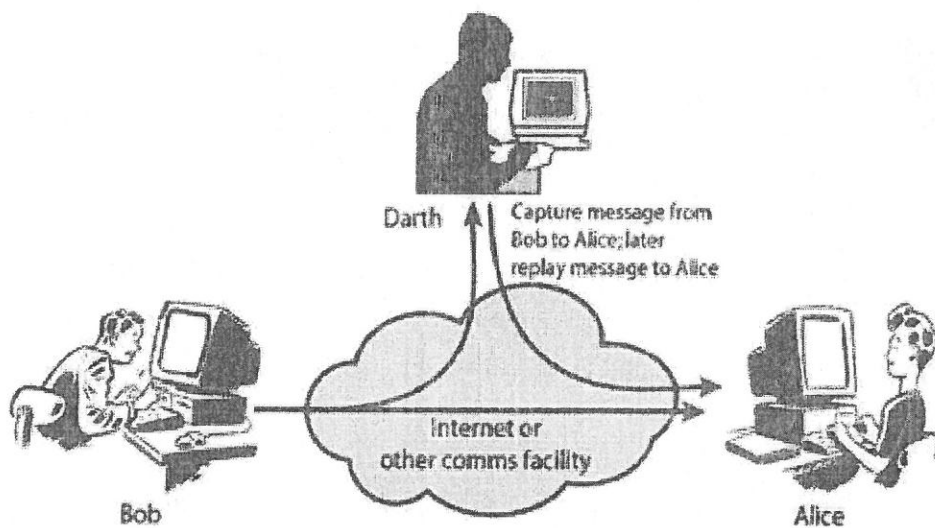 Darth
Capture message from
Bob to Alice; later
replay message to Alice
Internet or
other comms facility
Bob
Alice